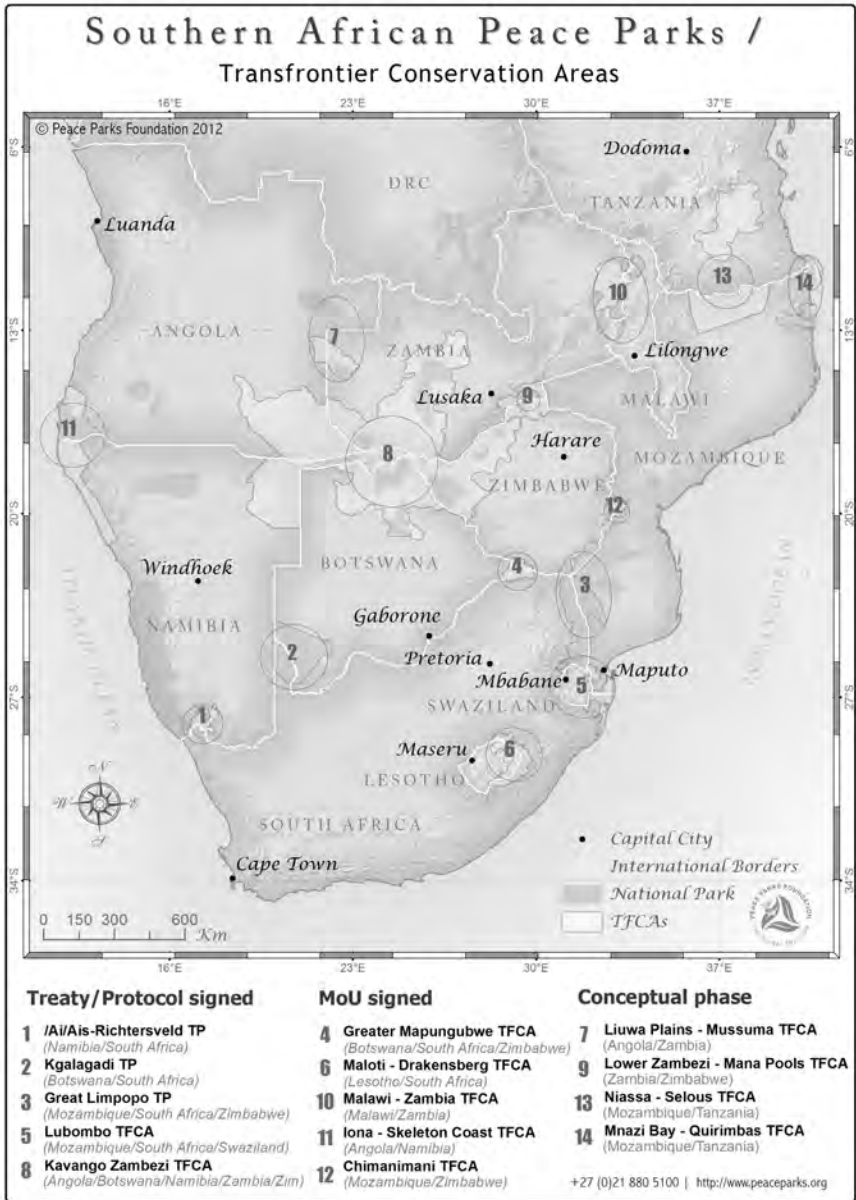 Southern African Peace Parks /
Transfrontier Conservation Areas
16°E 23°E 30°E 37°E
© Peace Parks Foundation 2012
6°S
6°S
Dodoma
DRC
TANZANIA
Luanda
13
10
14
13°S
13°S
ANGOLA
7
ZAMBIA
Lilongwe
Lusaka
9
MALAWI
11
Harare
8
MOZAMBIQUE
ZIMBABWE
12
20°S
20°S
BOTSWANA
4
Windhoek
3
Gaborone
NAMIBIA
2
Pretoria
Maputo
Mbabane
5
27°S
27°S
SWAZILAND
1
Maseru
6
LESOTHO
N
W E
S
SOUTH AFRICA
Capital City
International Borders
Cape Town
34°S
34°S
National Park
TFCAs
PEACE PARKS FOUNDATION
0 150 300 600
Km
16°E 23°E 30°E 37°E
Treaty/Protocol signed
1 /Ai/Ais-Richtersveld TP
(Namibia/South Africa)
2 Kgalagadi TP
(Botswana/South Africa)
3 Great Limpopo TP
(Mozambique/South Africa/Zimbabwe)
5 Lubombo TFCA
(Mozambique/South Africa/Swaziland)
8 Kavango Zambezi TFCA
(Angola/Botswana/Namibia/Zambia/Zim)
MoU signed
4 Greater Mapungubwe TFCA
(Botswana/South Africa/Zimbabwe)
6 Maloti - Drakensberg TFCA
(Lesotho/South Africa)
10 Malawi - Zambia TFCA
(Malawi/Zambia)
11 Iona - Skeleton Coast TFCA
(Angola/Namibia)
12 Chimanimani TFCA
(Mozambique/Zimbabwe)
Conceptual phase
7 Liuwa Plains - Mussuma TFCA
(Angola/Zambia)
9 Lower Zambezi - Mana Pools TFCA
(Zambia/Zimbabwe)
13 Niassa - Selous TFCA
(Mozambique/Tanzania)
14 Mnazi Bay - Quirimbas TFCA
(Mozambique/Tanzania)
+27 (0)21 880 5100 | http://www.peaceparks.org